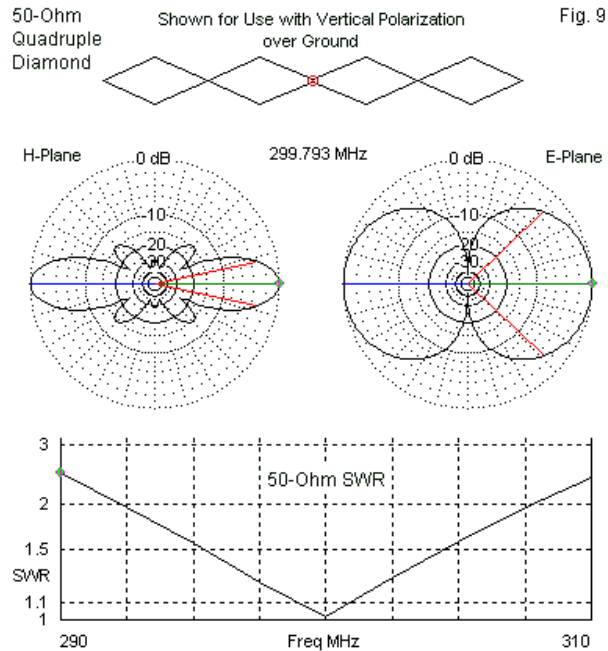 50-Ohm
Quadruple
Diamond
Shown for Use with Vertical Polarization
over Ground
Fig. 9
H-Plane
0 dB
-10
-20
-30
299.793 MHz
0 dB
-10
-20
-30
E-Plane
3
2
1.5
SWR
1.1
1
50-Ohm SWR
290
Freq MHz
310